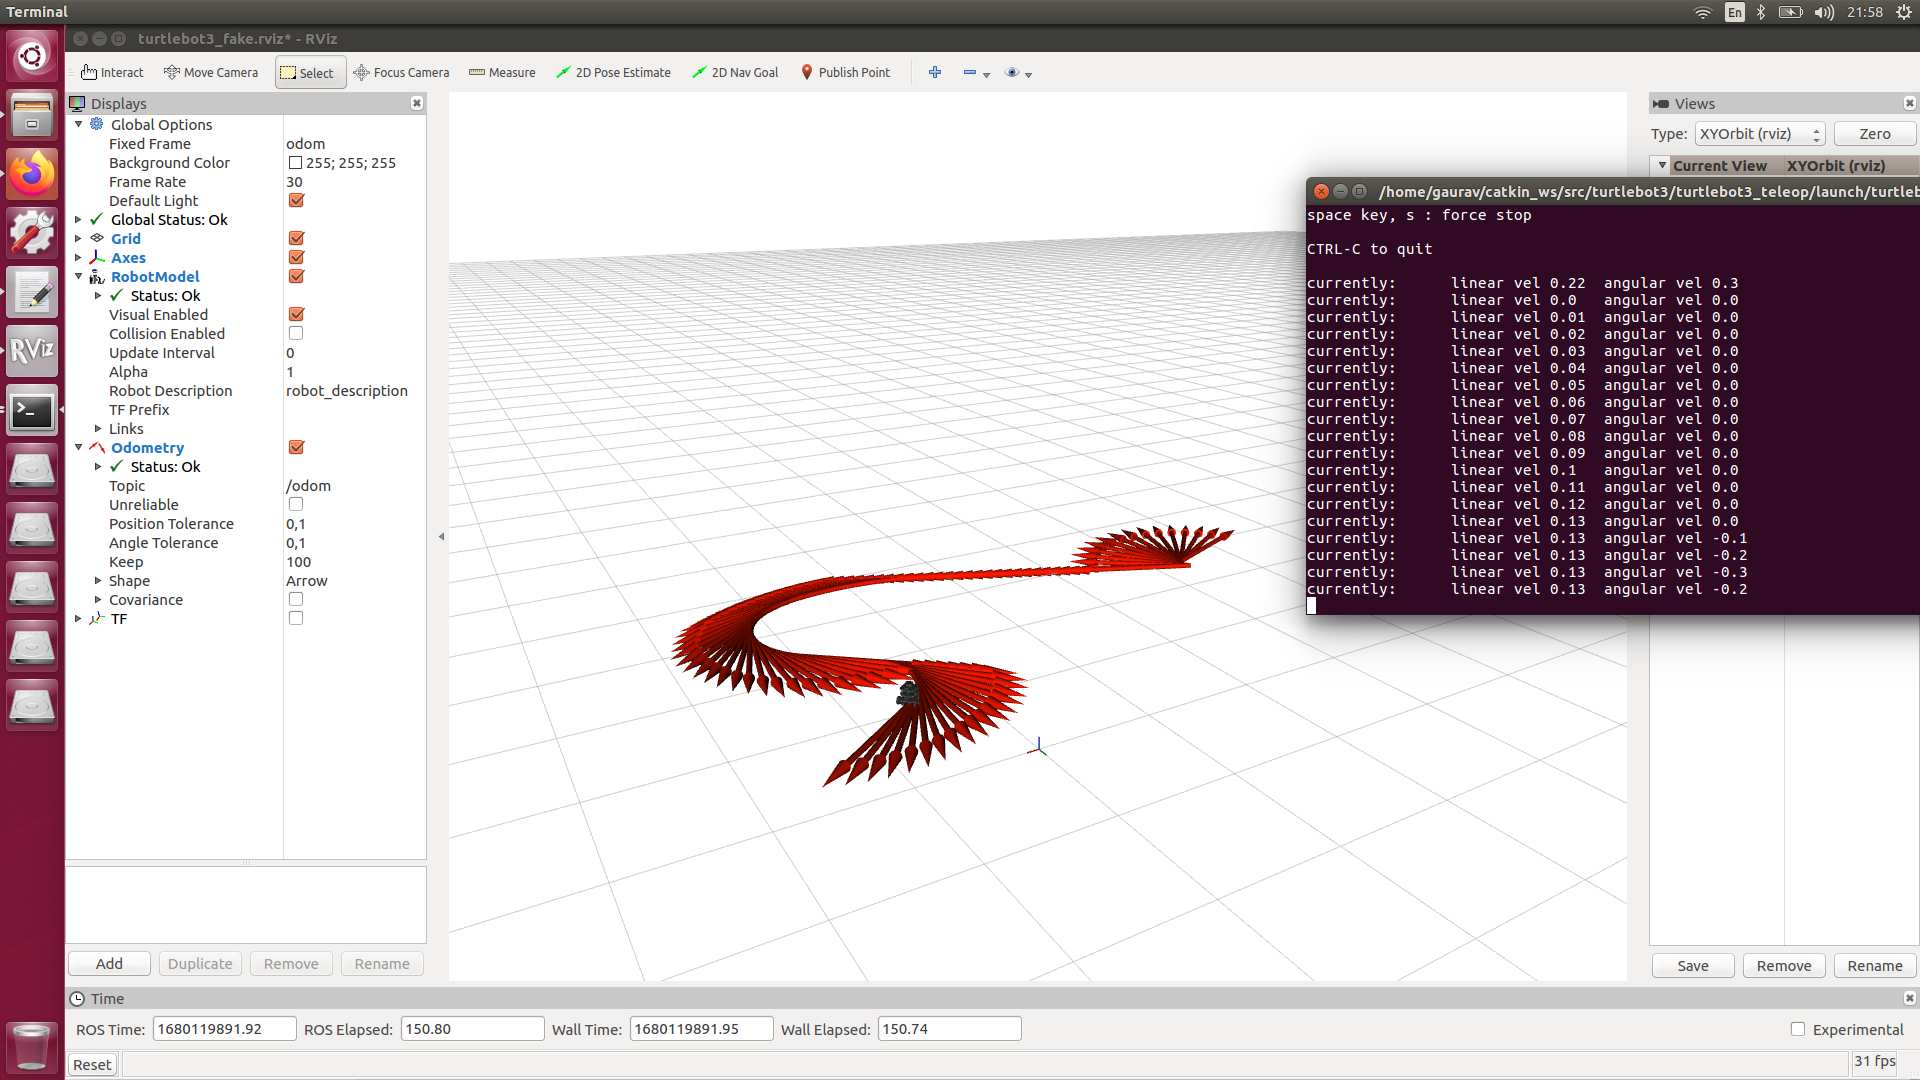 Terminal
En
21:58
turtlebot3_fake.rviz* - RViz
Interact Move Camera Select Focus Camera Measure 2D Pose Estimate 2D Nav Goal Publish Point
Displays
Global Options
Fixed Frame odom
Background Color 255; 255; 255
Frame Rate 30
Default Light
Global Status: Ok
Grid
Axes
RobotModel
Status: Ok
Visual Enabled
Collision Enabled
Update Interval 0
Alpha 1
Robot Description robot_description
TF Prefix
Links
Odometry
Status: Ok
Topic /odom
Unreliable
Position Tolerance 0,1
Angle Tolerance 0,1
Keep 100
Shape Arrow
Covariance
TF
Add Duplicate Remove Rename
RViz
Views
Type: XYOrbit (rviz) Zero
Current View XYOrbit (rviz)
/home/gaurav/catkin_ws/src/turtlebot3/turtlebot3_teleop/launch/turtleb
space key, s : force stop
CTRL-C to quit
currently: linear vel 0.22 angular vel 0.3
currently: linear vel 0.0 angular vel 0.0
currently: linear vel 0.01 angular vel 0.0
currently: linear vel 0.02 angular vel 0.0
currently: linear vel 0.03 angular vel 0.0
currently: linear vel 0.04 angular vel 0.0
currently: linear vel 0.05 angular vel 0.0
currently: linear vel 0.06 angular vel 0.0
currently: linear vel 0.07 angular vel 0.0
currently: linear vel 0.08 angular vel 0.0
currently: linear vel 0.09 angular vel 0.0
currently: linear vel 0.1 angular vel 0.0
currently: linear vel 0.11 angular vel 0.0
currently: linear vel 0.12 angular vel 0.0
currently: linear vel 0.13 angular vel 0.0
currently: linear vel 0.13 angular vel -0.1
currently: linear vel 0.13 angular vel -0.2
currently: linear vel 0.13 angular vel -0.3
currently: linear vel 0.13 angular vel -0.2
Save Remove Rename
Time
ROS Time: 1680119891.92 ROS Elapsed: 150.80 Wall Time: 1680119891.95 Wall Elapsed: 150.74 Experimental
Reset
31 fps